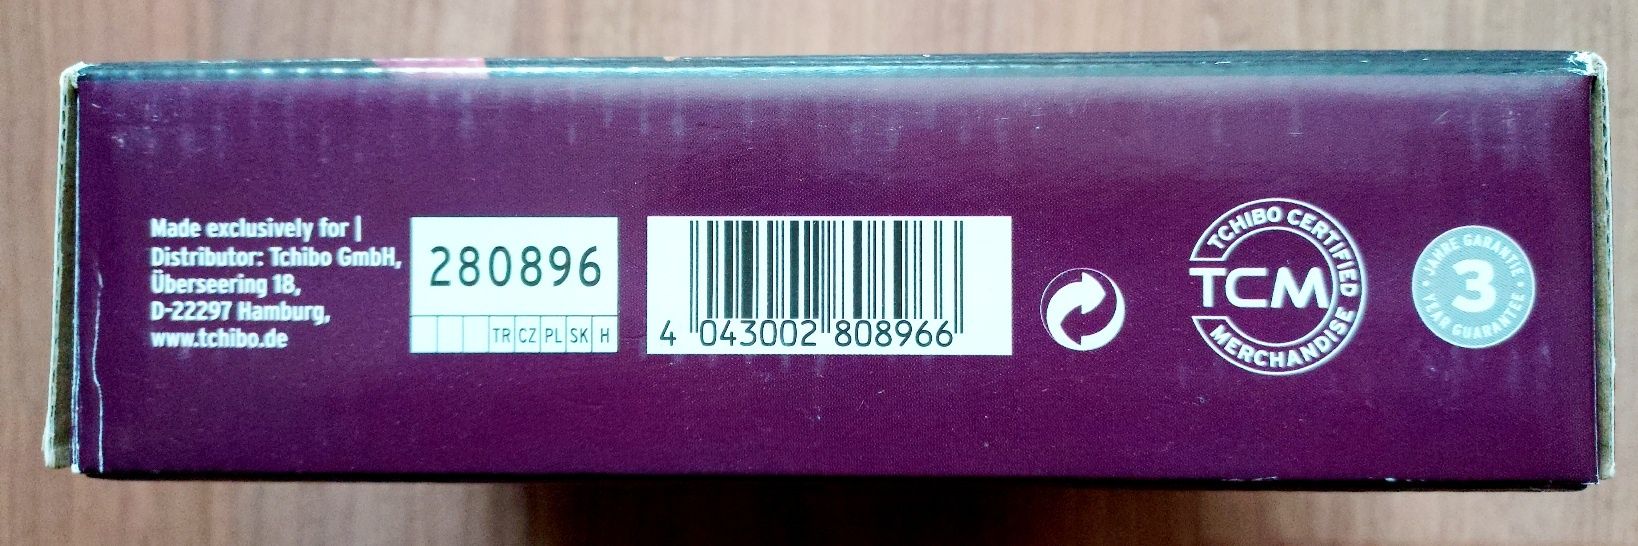 Made exclusively for |
Distributor: Tchibo GmbH,
Überseering 18,
D-22297 Hamburg,
www.tchibo.de
280896
TR CZ PL SK H
4 043002 808966
TCHIBO CERTIFIED
TCM
MERCHANDISE
JAHRE GARANTIE
3
YEAR GUARANTEE